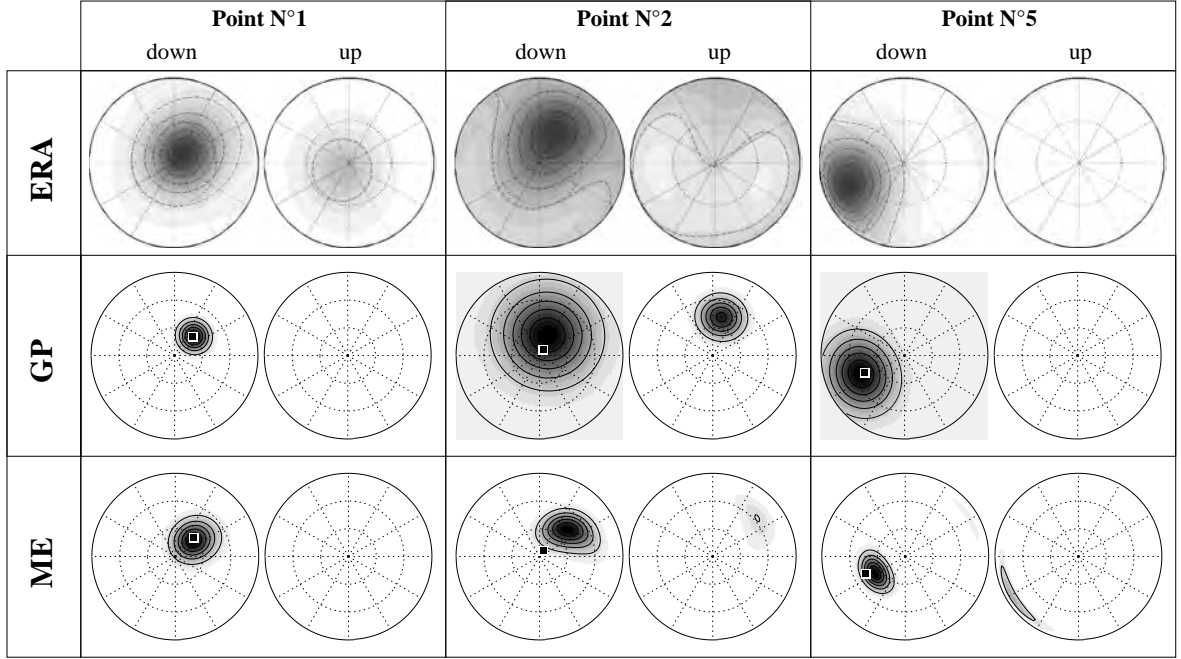 Point N°1 Point N°2 Point N°5
down up down up down up
ERA
GP
ME